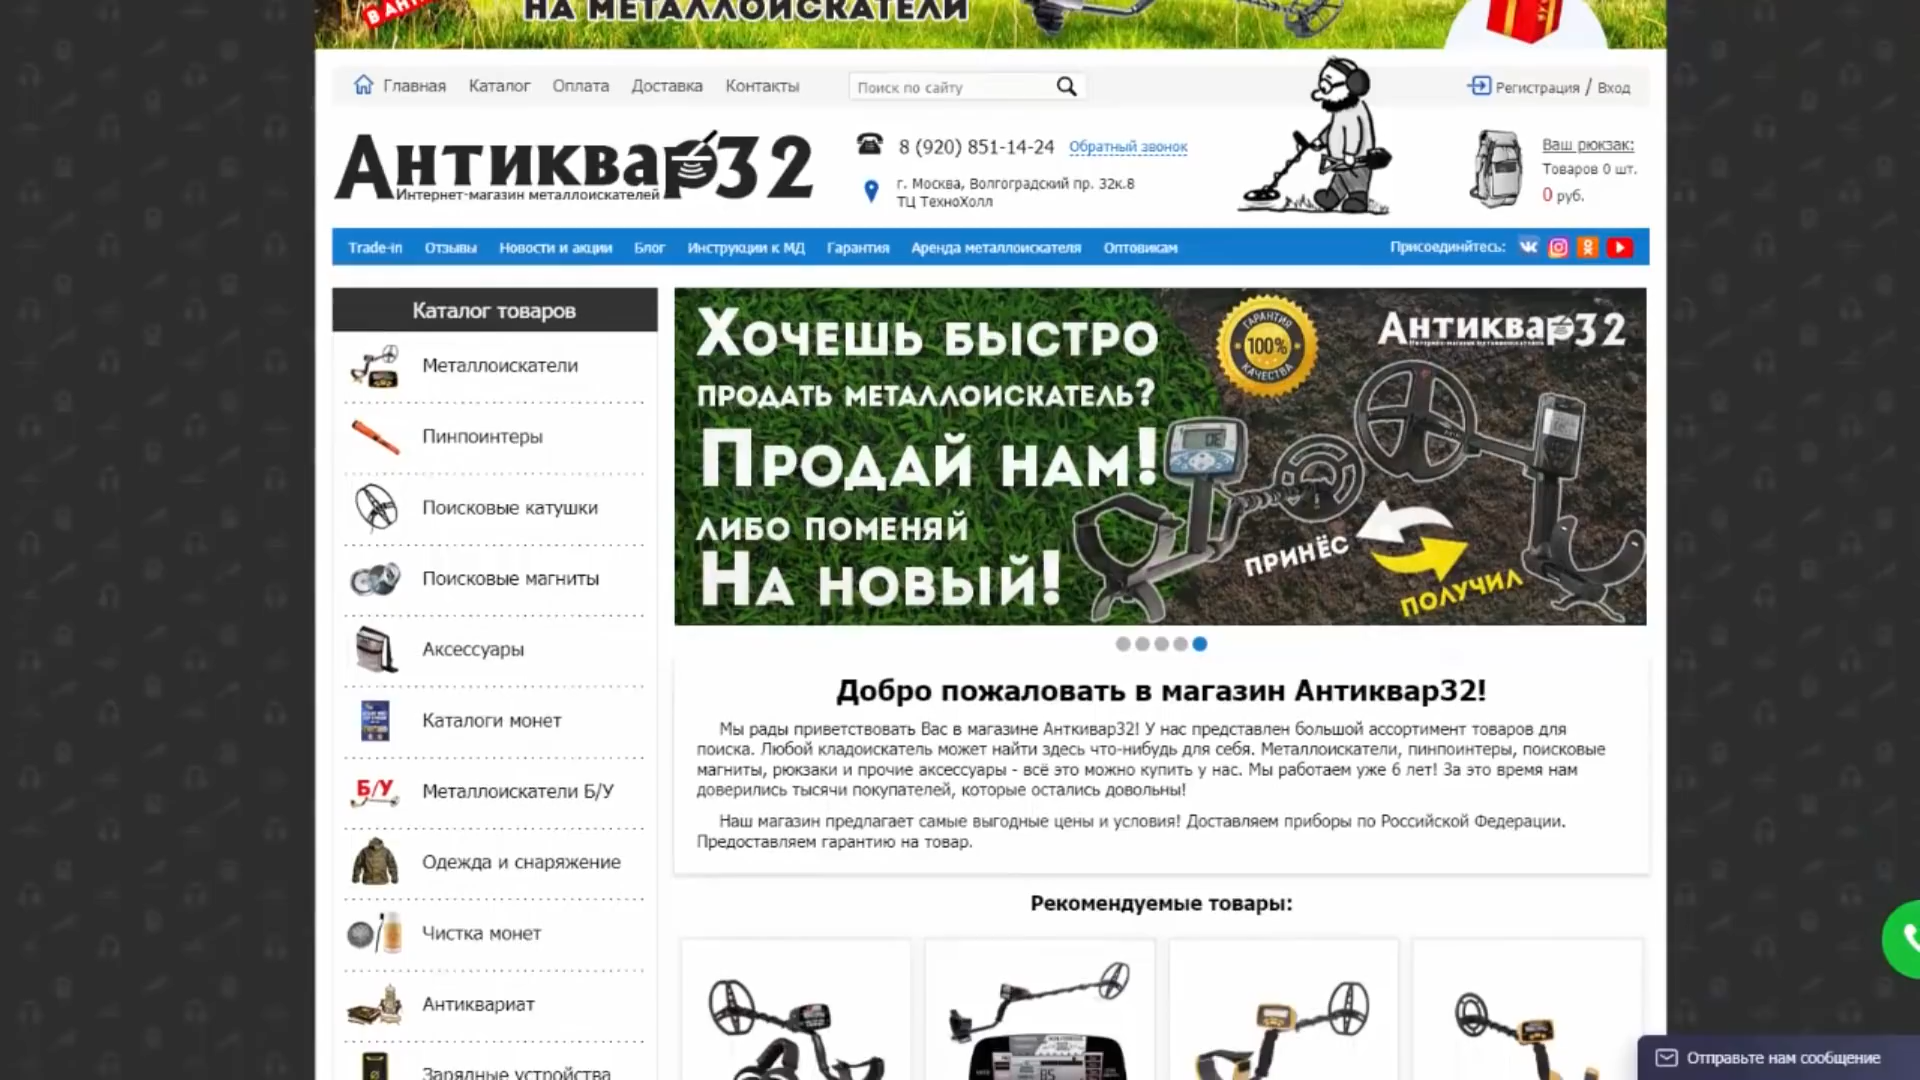 НА МЕТАЛЛОИСКАТЕЛИ
Главная Каталог Оплата Доставка Контакты
Поиск по сайту
Регистрация / Вход
Антиквар32
Интернет-магазин металлоискателей
8 (920) 851-14-24 Обратный звонок
г. Москва, Волгоградский пр. 32к.8
ТЦ ТехноХолл
Ваш рюкзак:
Товаров 0 шт.
0 руб.
Trade-in Отзывы Новости и акции Блог Инструкции к МД Гарантия Аренда металлоискателя Оптовикам Присоединйтесь:
Каталог товаров
Металлоискатели
Пинпоинтеры
Поисковые катушки
Поисковые магниты
Аксессуары
Каталоги монет
Б/У
Металлоискатели Б/У
Одежда и снаряжение
Чистка монет
Антиквариат
Зарядные устройства
Хочешь быстро
продать металлоискатель?
Продай нам!
либо поменяй
На новый!
ГАРАНТИЯ
100%
КАЧЕСТВА
Антиквар32
Интернет-магазин металлоискателей
ПРИНЁС
ПОЛУЧИЛ
Добро пожаловать в магазин Антиквар32!
Мы рады приветствовать Вас в магазине Анткивар32! У нас представлен большой ассортимент товаров для
поиска. Любой кладоискатель может найти здесь что-нибудь для себя. Металлоискатели, пинпоинтеры, поисковые
магниты, рюкзаки и прочие аксессуары - всё это можно купить у нас. Мы работаем уже 6 лет! За это время нам
доверились тысячи покупателей, которые остались довольны!
Наш магазин предлагает самые выгодные цены и условия! Доставляем приборы по Российской Федерации.
Предоставляем гарантию на товар.
Рекомендуемые товары:
85
Отправьте нам сообщение